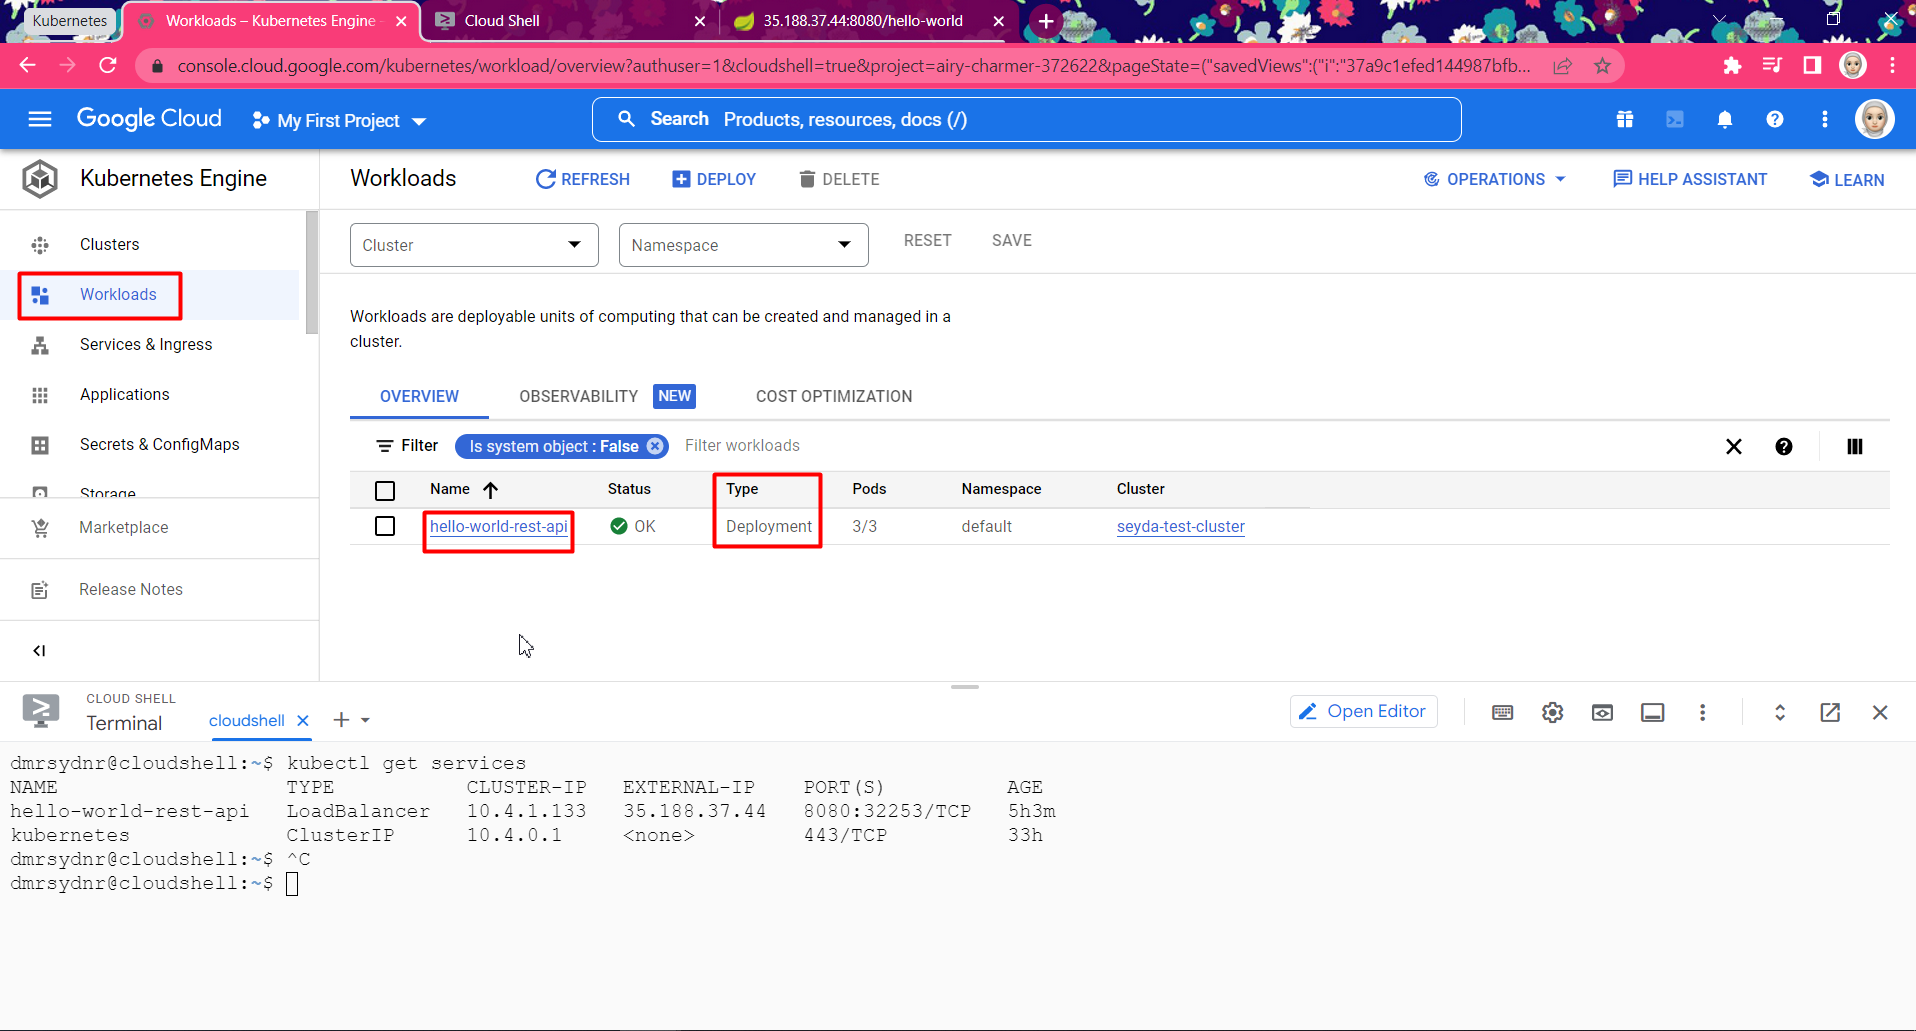 Kubernetes
Workloads – Kubernetes Engine -
Cloud Shell
35.188.37.44:8080/hello-world
console.cloud.google.com/kubernetes/workload/overview?authuser=1&cloudshell=true&project=airy-charmer-372622&pageState=("savedViews":("i":"37a9c1efed144987bfb...
Google Cloud
My First Project
Search Products, resources, docs (/)
Kubernetes Engine
Workloads
REFRESH
DEPLOY
DELETE
OPERATIONS
HELP ASSISTANT
LEARN
Clusters
Workloads
Services & Ingress
Applications
Secrets & ConfigMaps
Storage
Marketplace
Release Notes
Cluster
Namespace
RESET
SAVE
Workloads are deployable units of computing that can be created and managed in a
cluster.
OVERVIEW
OBSERVABILITY NEW
COST OPTIMIZATION
Filter Is system object : False Filter workloads
Name Status Type Pods Namespace Cluster
hello-world-rest-api OK Deployment 3/3 default seyda-test-cluster
CLOUD SHELL
Terminal
cloudshell
Open Editor
dmrsydnr@cloudshell:~$ kubectl get services
NAME TYPE CLUSTER-IP EXTERNAL-IP PORT(S) AGE
hello-world-rest-api LoadBalancer 10.4.1.133 35.188.37.44 8080:32253/TCP 5h3m
kubernetes ClusterIP 10.4.0.1 <none> 443/TCP 33h
dmrsydnr@cloudshell:~$ ^C
dmrsydnr@cloudshell:~$